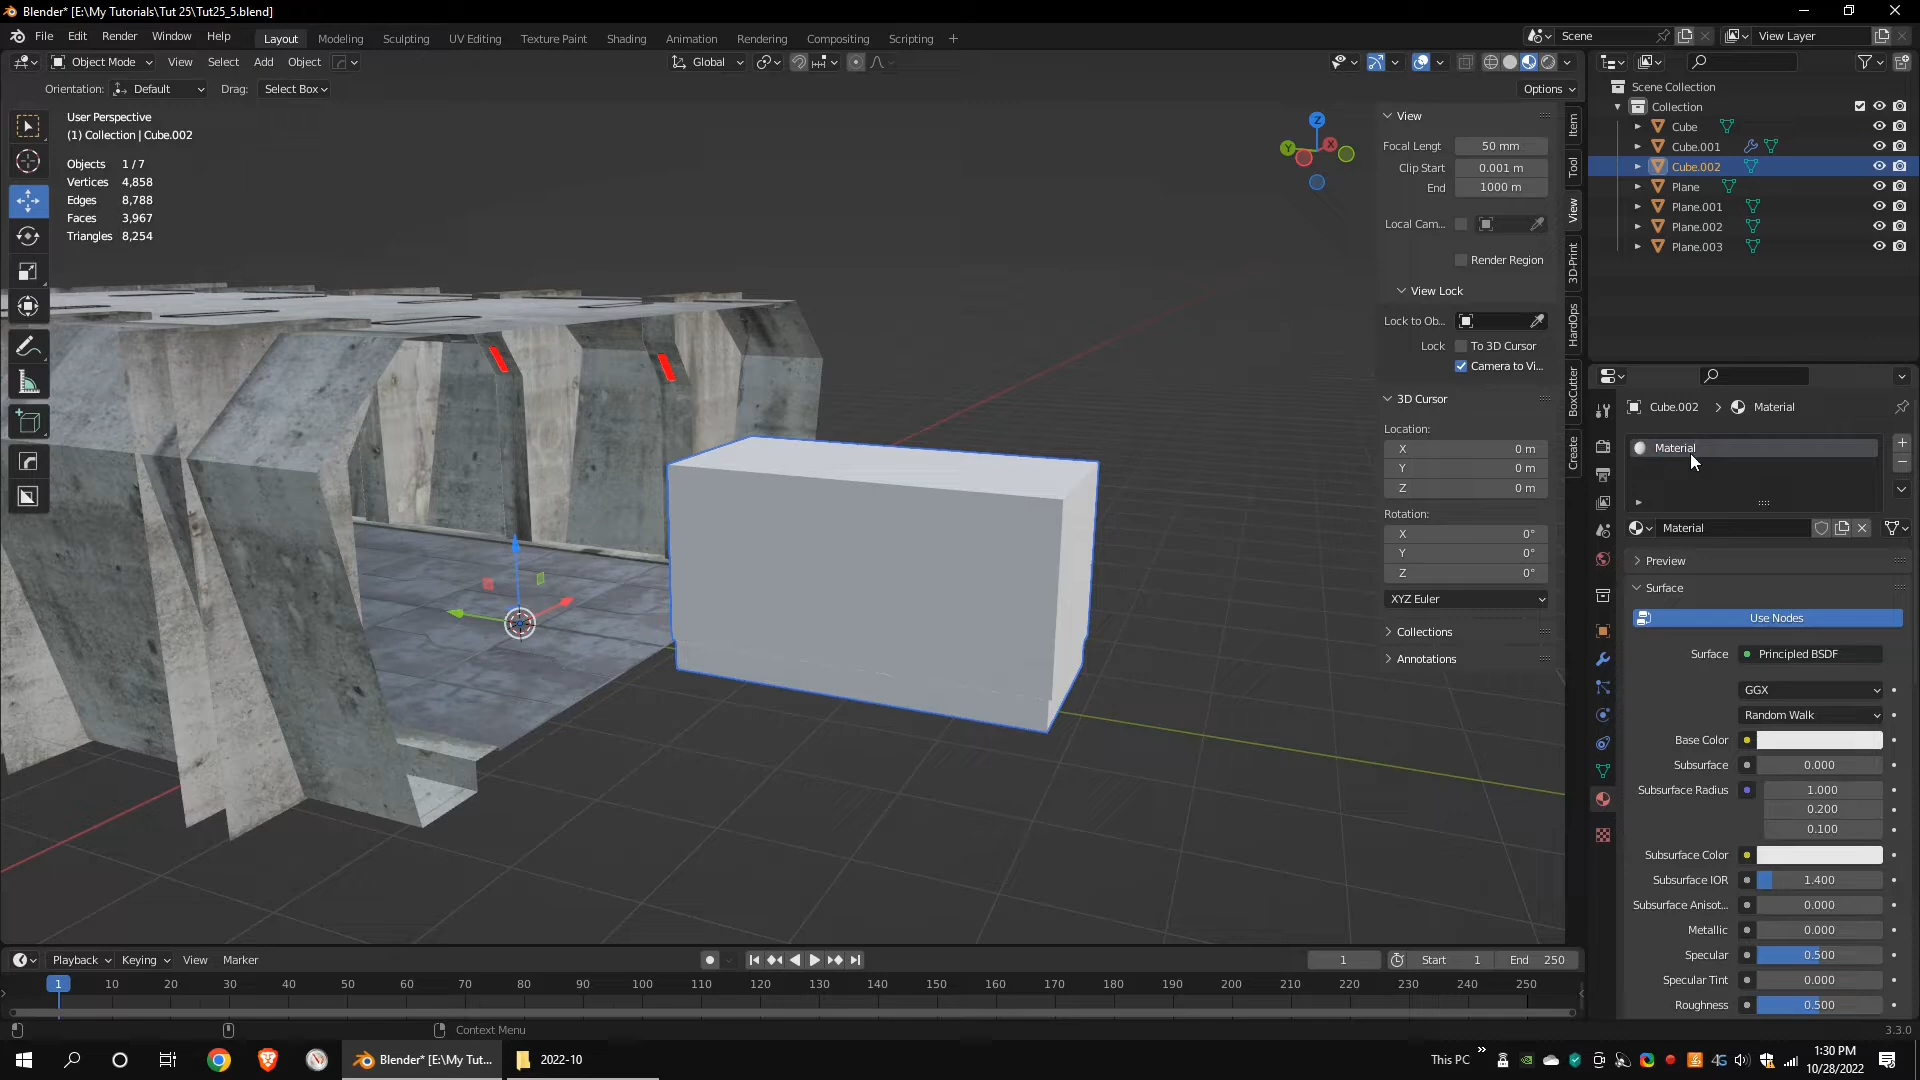 Blender* [E:\My Tutorials\Tut 25\Tut25_5.blend]
File Edit Render Window Help Layout Modeling Sculpting UV Editing Texture Paint Shading Animation Rendering Compositing Scripting + Scene View Layer
Object Mode View Select Add Object Global
Orientation: Default Drag: Select Box Options
User Perspective
(1) Collection | Cube.002
Objects 1/7
Vertices 4,858
Edges 8,788
Faces 3,967
Triangles 8,254
Z
Y
X
View
Focal Lengt 50 mm
Clip Start 0.001 m
End 1000 m
Local Cam...
Render Region
View Lock
Lock to Ob...
Lock To 3D Cursor
Camera to Vi...
3D Cursor
Location:
X 0 m
Y 0 m
Z 0 m
Rotation:
X 0°
Y 0°
Z 0°
XYZ Euler
Collections
Annotations
Item
Tool
View
3D-Print
HardOps
BoxCutter
Create
Scene Collection
Collection
Cube
Cube.001
Cube.002
Plane
Plane.001
Plane.002
Plane.003
Cube.002 > Material
Material
Material
Preview
Surface
Use Nodes
Surface Principled BSDF
GGX
Random Walk
Base Color
Subsurface 0.000
Subsurface Radius 1.000
0.200
0.100
Subsurface Color
Subsurface IOR 1.400
Subsurface Anisot... 0.000
Metallic 0.000
Specular 0.500
Specular Tint 0.000
Roughness 0.500
Playback Keying View Marker 1 Start 1 End 250
1 10 20 30 40 50 60 70 80 90 100 110 120 130 140 150 160 170 180 190 200 210 220 230 240 250
Context Menu 3.3.0
Blender* [E:\My Tut... 2022-10 This PC 4G 1:30 PM
10/28/2022